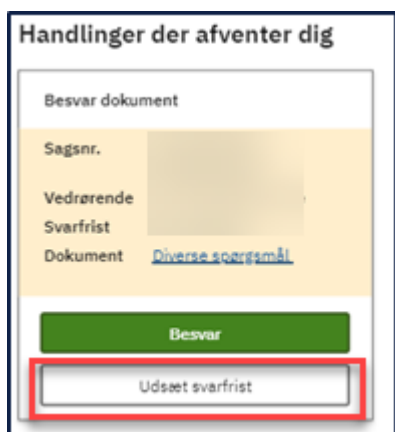 Handlinger der afventer dig
Besvar dokument
Sagsnr.
Vedrørende
Svarfrist
Dokument Diverse spørgsmål
Besvar
Udsæt svarfrist